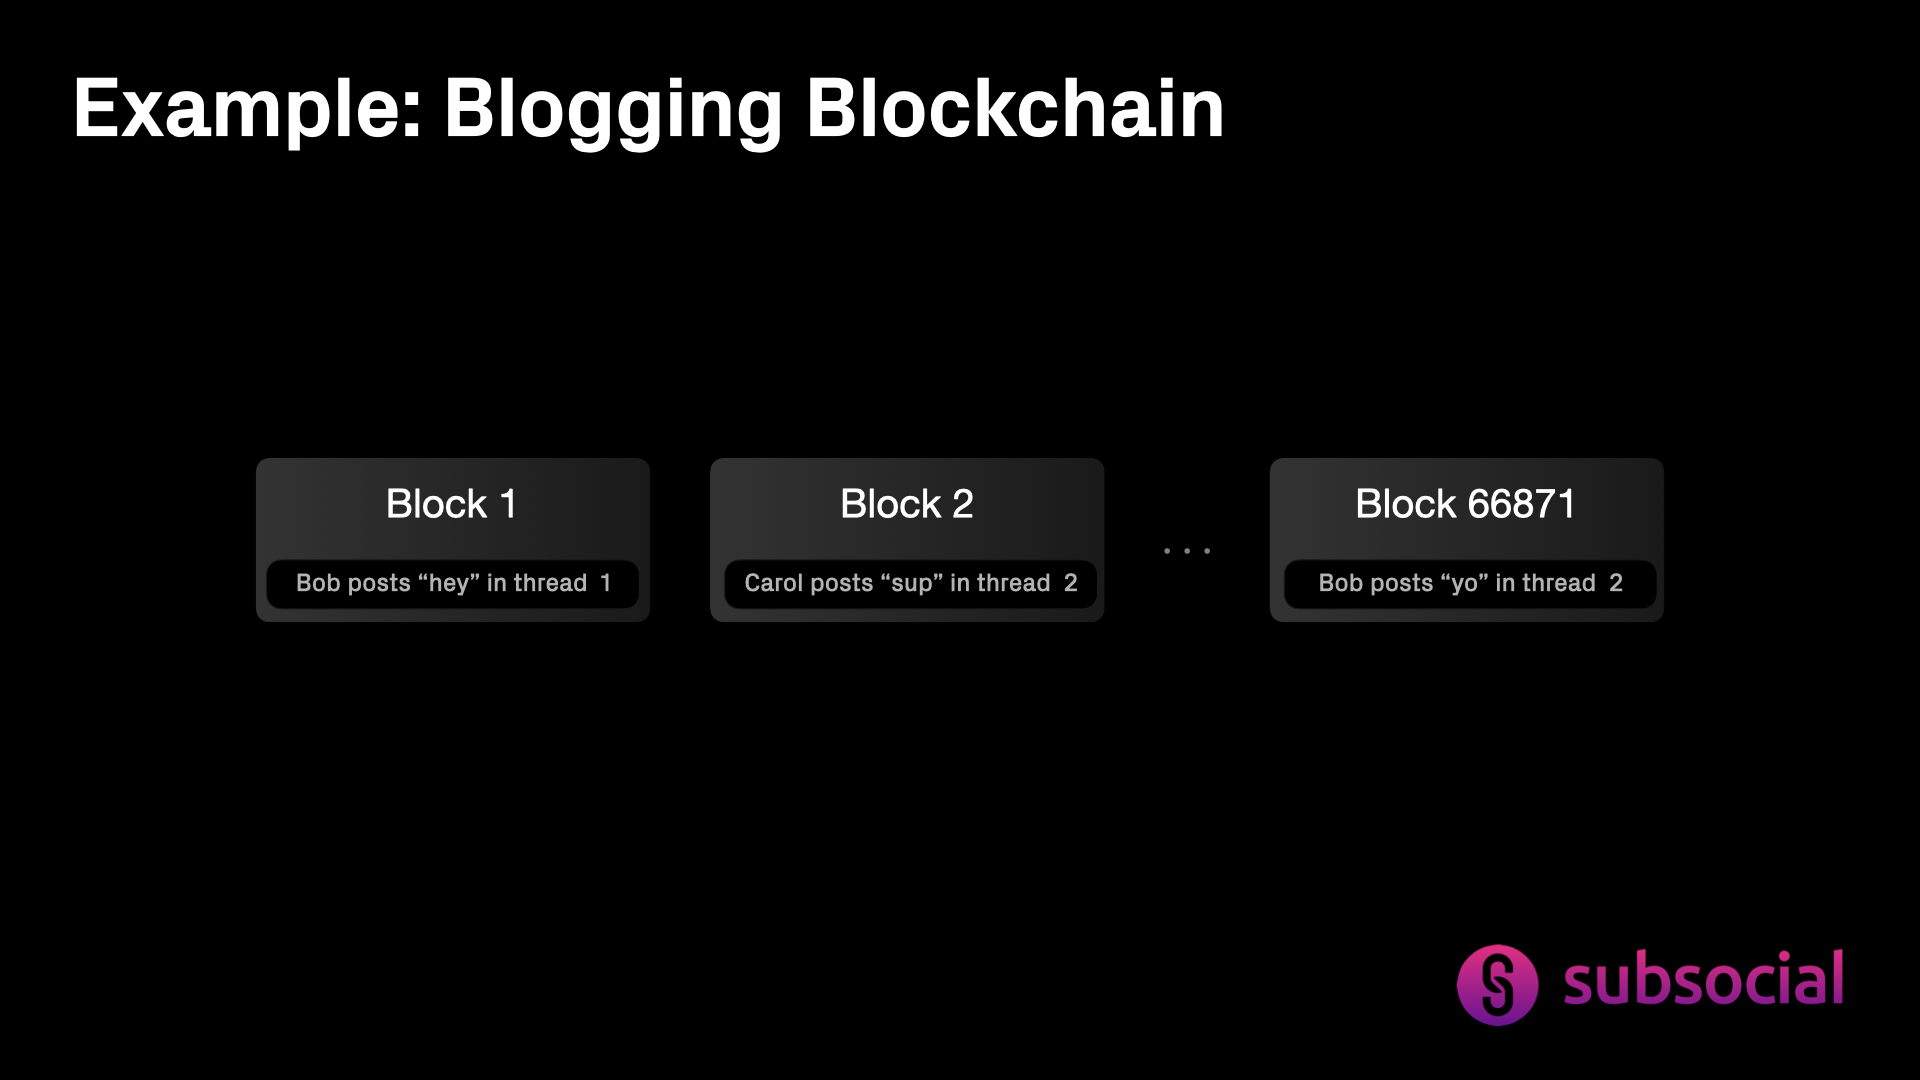 Example: Blogging Blockchain
Block 1
Bob posts “hey” in thread 1
Block 2
Carol posts “sup” in thread 2
...
Block 66871
Bob posts “yo” in thread 2
subsocial